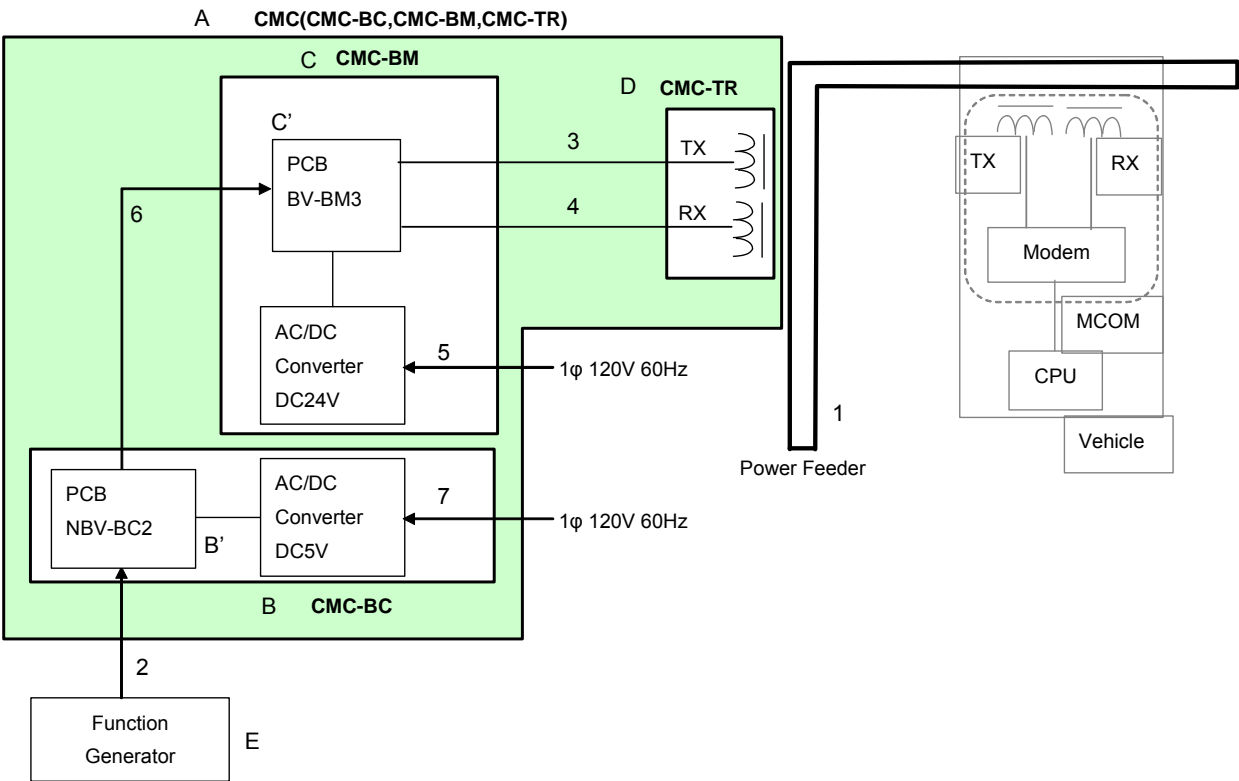 A CMC(CMC-BC,CMC-BM,CMC-TR)
C CMC-BM
D CMC-TR
C’
PCB
BV-BM3
3
TX
4
RX
6
AC/DC
Converter
DC24V
5
1φ 120V 60Hz
PCB
NBV-BC2
B’
AC/DC
Converter
DC5V
7
1φ 120V 60Hz
B CMC-BC
2
Function
Generator
E
1
Power Feeder
TX
RX
Modem
MCOM
CPU
Vehicle